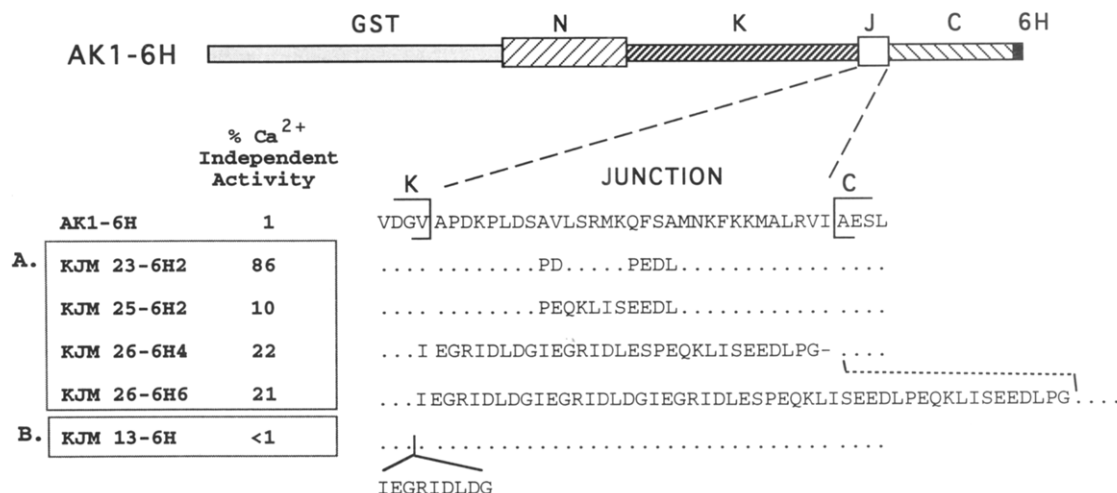 GST N K J C 6H
AK1-6H
% Ca2+
Independent
Activity
K JUNCTION C
AK1-6H 1 VDGVAPDKPLDSAVLSRMKQFSAMNKFKKMALRVIAESL
A.
KJM 23-6H2 86 ............PD.....PEDL................
KJM 25-6H2 10 ............PEQKLISEEDL................
KJM 26-6H4 22 ...IEGRIDLDGIEGRIDLESPEQKLISEEDLPG- ....
KJM 26-6H6 21 ...IEGRIDLDGIEGRIDLDGIEGRIDLESPEQKLISEEDLPEQKLISEEDLPG....
B.
KJM 13-6H <1 .......................................
IEGRIDLDG